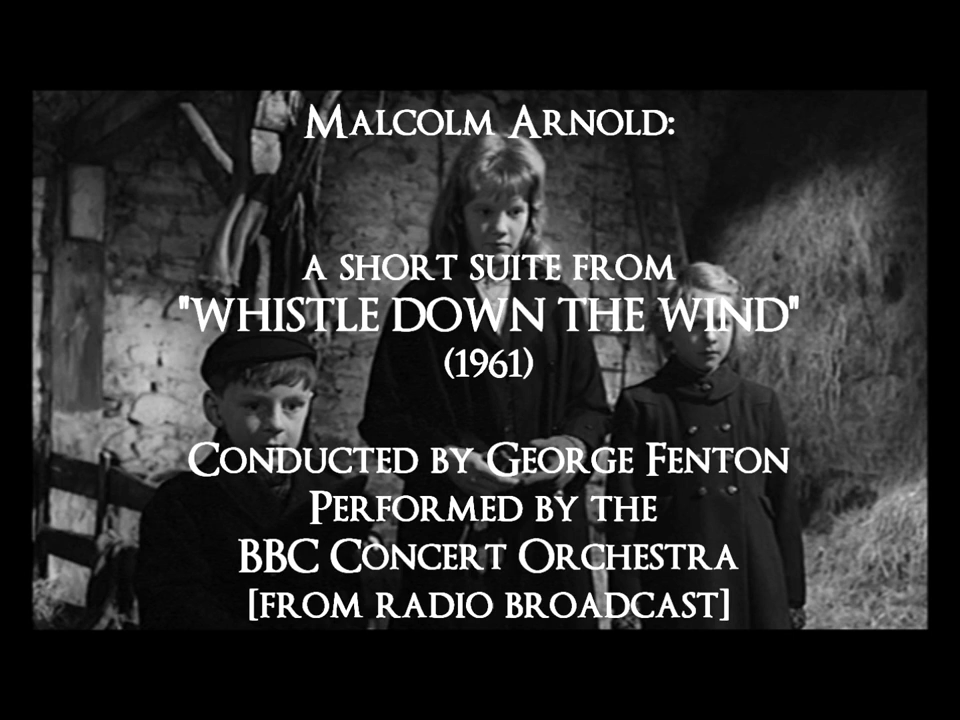 Malcolm Arnold:
a short suite from
"Whistle Down the Wind"
(1961)
Conducted by George Fenton
Performed by the
BBC Concert Orchestra
[from radio broadcast]